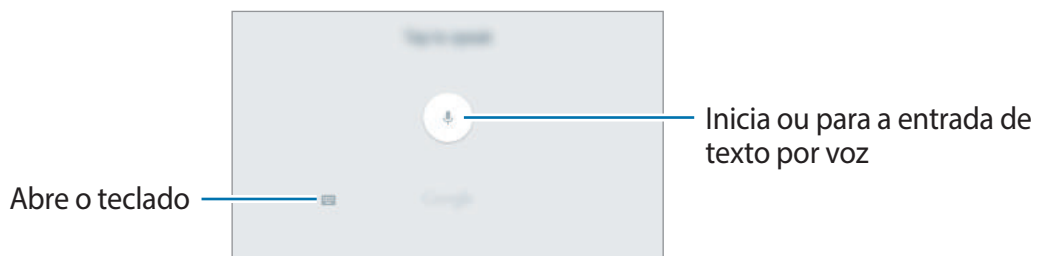 Inicia ou para a entrada de
texto por voz
Abre o teclado